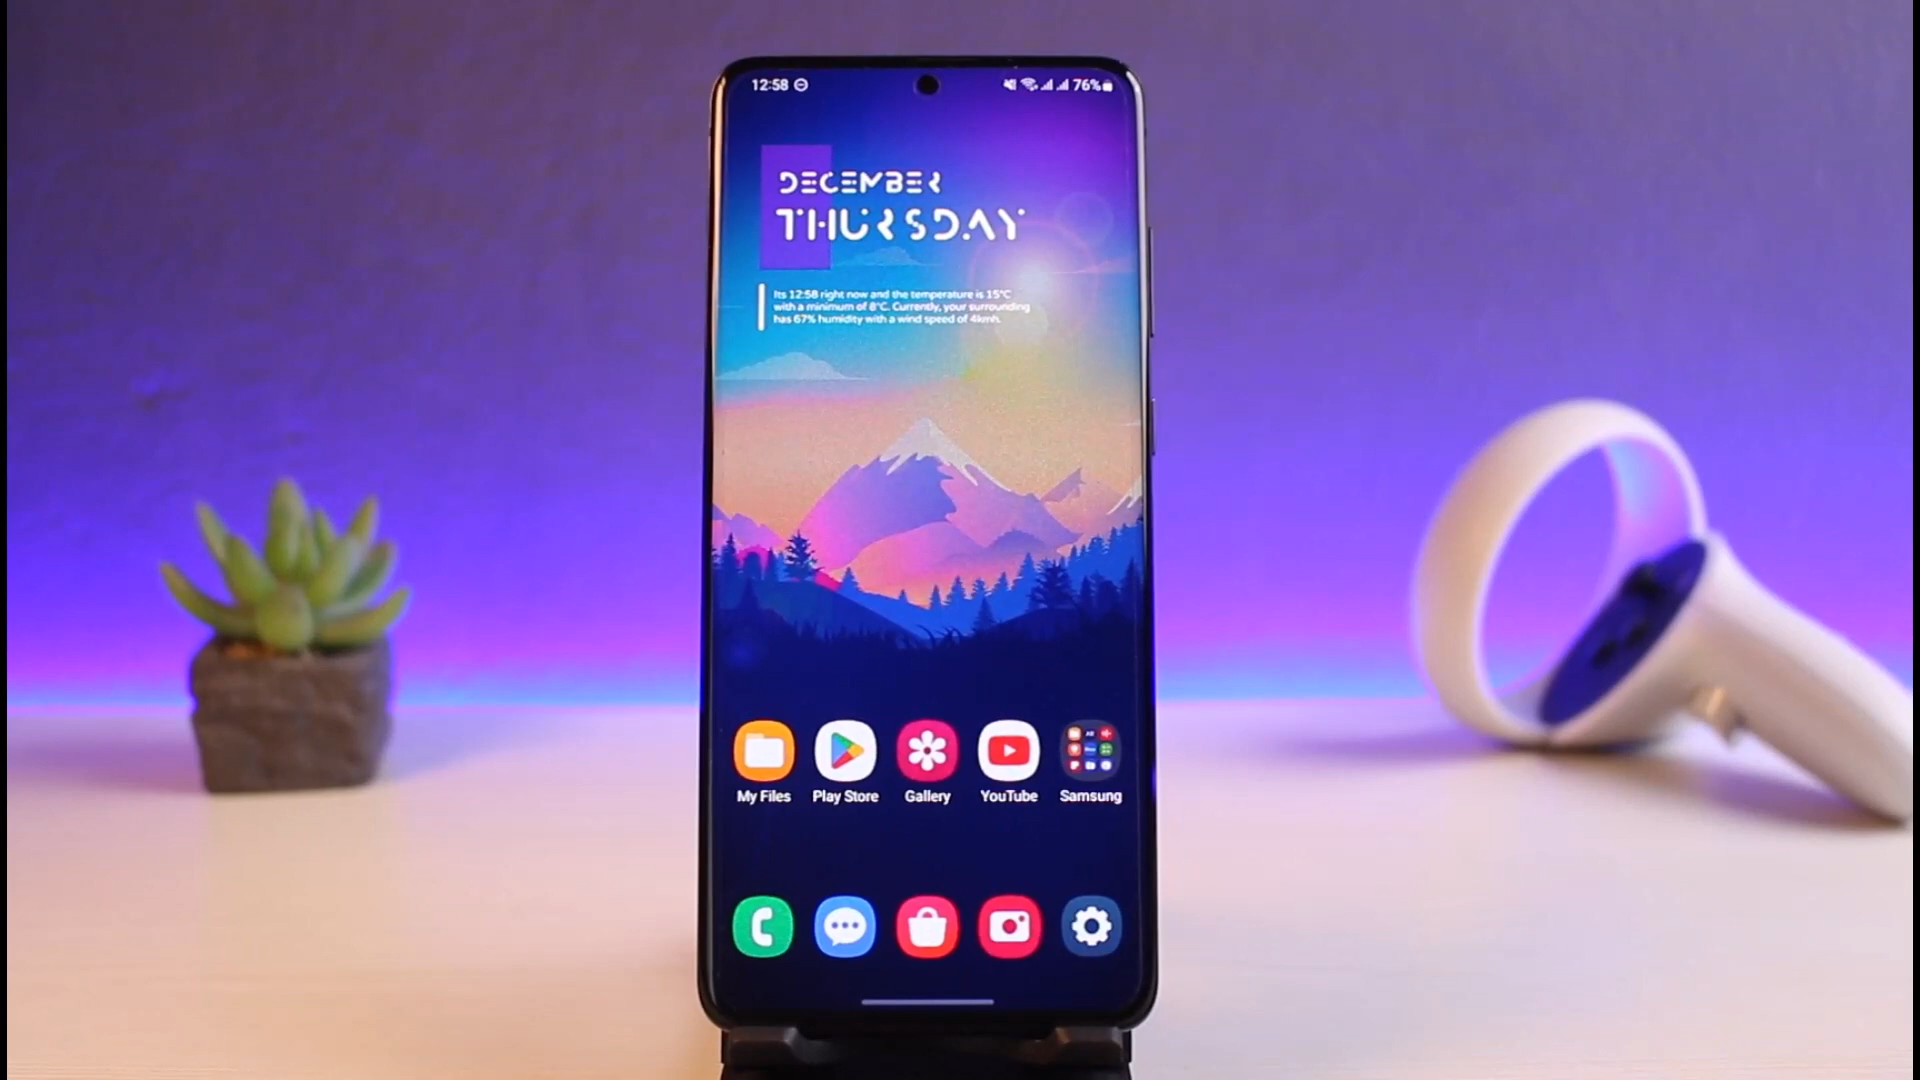 12:58
76%
DECEMBER
THURSDAY
Its 12:58 right now and the temperature is 15°C
with a minimum of 8°C. Currently, your surrounding
has 67% humidity with a wind speed of 4kmh.
My Files Play Store Gallery YouTube Samsung